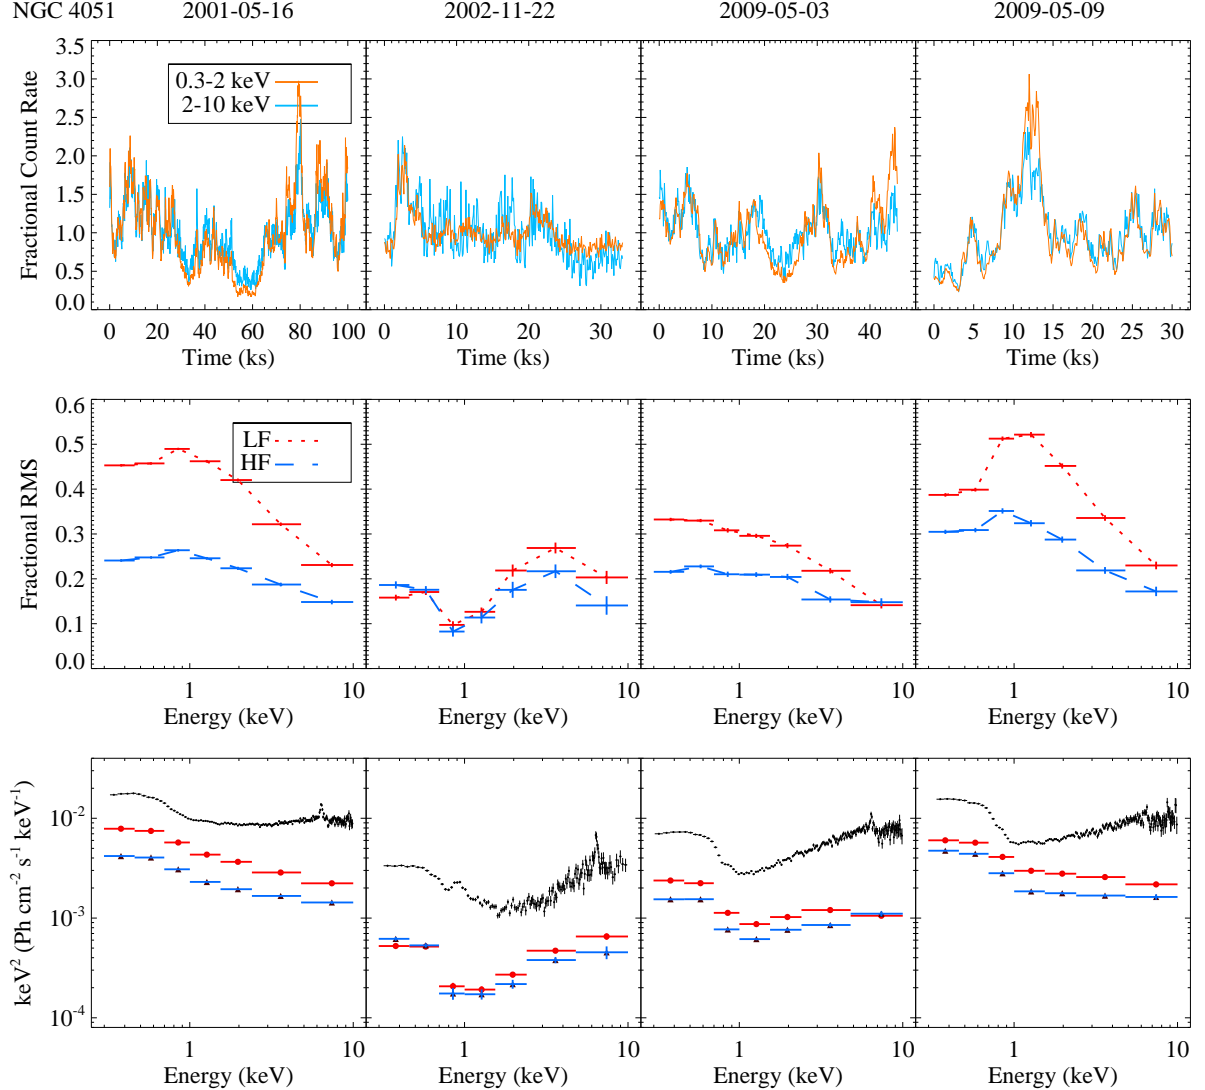 NGC 4051 2001-05-16 2002-11-22 2009-05-03 2009-05-09
Fractional Count Rate
3.5
3.0
2.5
2.0
1.5
1.0
0.5
0.0
0.3-2 keV
2-10 keV
0 20 40 60 80 100 0 10 20 30 0 10 20 30 40 0 5 10 15 20 25 30
Time (ks) Time (ks) Time (ks) Time (ks)
Fractional RMS
0.6
0.5
0.4
0.3
0.2
0.1
0.0
LF
HF
1 10 1 10 1 10 1 10
Energy (keV) Energy (keV) Energy (keV) Energy (keV)
keV² (Ph cm⁻² s⁻¹ keV⁻¹)
10⁻²
10⁻³
10⁻⁴
1 10 1 10 1 10 1 10
Energy (keV) Energy (keV) Energy (keV) Energy (keV)